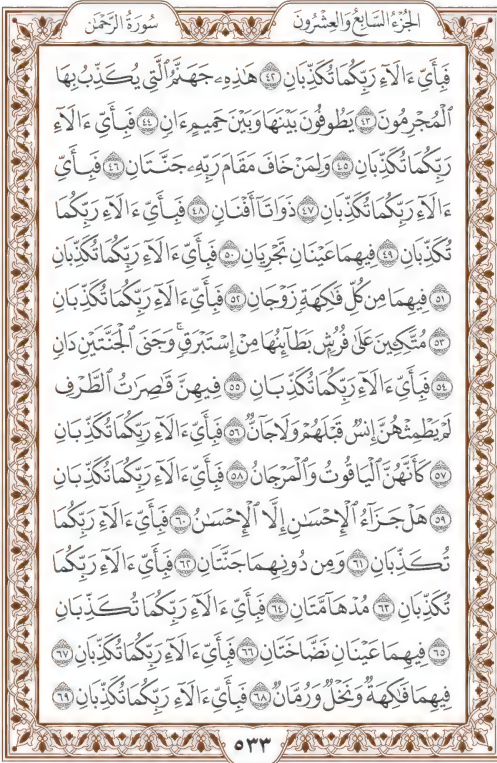 الجُزْءُ السَّابِعُ وَالعِشْرُونَ سُورَةُ الرَّحْمَٰن
فَبِأَيِّ ءَالَآءِ رَبِّكُمَا تُكَذِّبَانِ ٤٢ هَٰذِهِۦ جَهَنَّمُ ٱلَّتِي يُكَذِّبُ بِهَا
ٱلۡمُجۡرِمُونَ ٤٣ يَطُوفُونَ بَيۡنَهَا وَبَيۡنَ حَمِيمٍ ءَانٖ ٤٤ فَبِأَيِّ ءَالَآءِ
رَبِّكُمَا تُكَذِّبَانِ ٤٥ وَلِمَنۡ خَافَ مَقَامَ رَبِّهِۦ جَنَّتَانِ ٤٦ فَبِأَيِّ
ءَالَآءِ رَبِّكُمَا تُكَذِّبَانِ ٤٧ ذَوَاتَآ أَفۡنَانٖ ٤٨ فَبِأَيِّ ءَالَآءِ رَبِّكُمَا
تُكَذِّبَانِ ٤٩ فِيهِمَا عَيۡنَانِ تَجۡرِيَانِ ٥٠ فَبِأَيِّ ءَالَآءِ رَبِّكُمَا تُكَذِّبَانِ
٥١ فِيهِمَا مِن كُلِّ فَٰكِهَةٖ زَوۡجَانِ ٥٢ فَبِأَيِّ ءَالَآءِ رَبِّكُمَا تُكَذِّبَانِ
٥٣ مُتَّكِـِٔينَ عَلَىٰ فُرُشِۭ بَطَآئِنُهَا مِنۡ إِسۡتَبۡرَقٖۚ وَجَنَى ٱلۡجَنَّتَيۡنِ دَانٖ
٥٤ فَبِأَيِّ ءَالَآءِ رَبِّكُمَا تُكَذِّبَانِ ٥٥ فِيهِنَّ قَٰصِرَٰتُ ٱلطَّرۡفِ
لَمۡ يَطۡمِثۡهُنَّ إِنسٞ قَبۡلَهُمۡ وَلَا جَآنّٞ ٥٦ فَبِأَيِّ ءَالَآءِ رَبِّكُمَا تُكَذِّبَانِ
٥٧ كَأَنَّهُنَّ ٱلۡيَاقُوتُ وَٱلۡمَرۡجَانُ ٥٨ فَبِأَيِّ ءَالَآءِ رَبِّكُمَا تُكَذِّبَانِ
٥٩ هَلۡ جَزَآءُ ٱلۡإِحۡسَٰنِ إِلَّا ٱلۡإِحۡسَٰنُ ٦٠ فَبِأَيِّ ءَالَآءِ رَبِّكُمَا
تُكَذِّبَانِ ٦١ وَمِن دُونِهِمَا جَنَّتَانِ ٦٢ فَبِأَيِّ ءَالَآءِ رَبِّكُمَا
تُكَذِّبَانِ ٦٣ مُدۡهَآمَّتَانِ ٦٤ فَبِأَيِّ ءَالَآءِ رَبِّكُمَا تُكَذِّبَانِ
٦٥ فِيهِمَا عَيۡنَانِ نَضَّاخَتَانِ ٦٦ فَبِأَيِّ ءَالَآءِ رَبِّكُمَا تُكَذِّبَانِ ٦٧
فِيهِمَا فَٰكِهَةٞ وَنَخۡلٞ وَرُمَّانٞ ٦٨ فَبِأَيِّ ءَالَآءِ رَبِّكُمَا تُكَذِّبَانِ ٦٩
٥٣٣